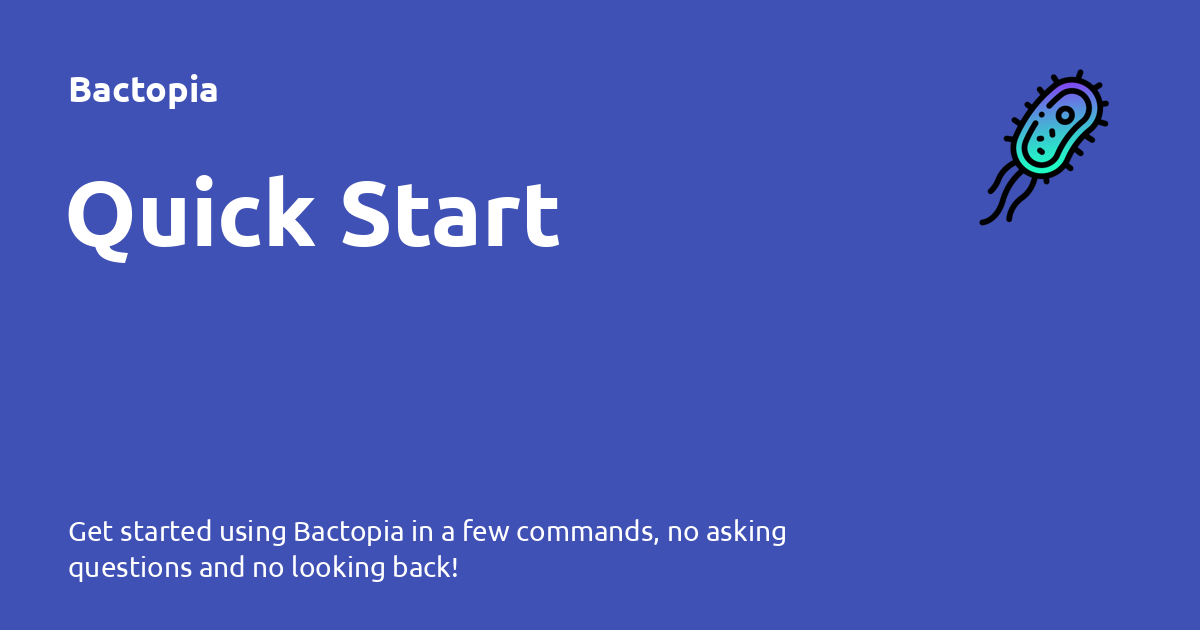 Bactopia
Quick Start
Get started using Bactopia in a few commands, no asking
questions and no looking back!